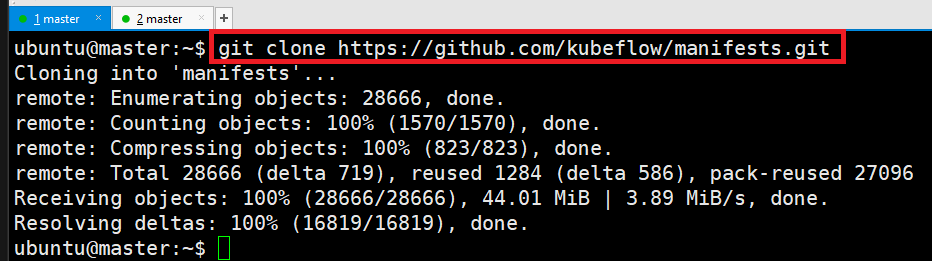 1 master × 2 master × +
ubuntu@master:~$ git clone https://github.com/kubeflow/manifests.git
Cloning into 'manifests'...
remote: Enumerating objects: 28666, done.
remote: Counting objects: 100% (1570/1570), done.
remote: Compressing objects: 100% (823/823), done.
remote: Total 28666 (delta 719), reused 1284 (delta 586), pack-reused 27096
Receiving objects: 100% (28666/28666), 44.01 MiB | 3.89 MiB/s, done.
Resolving deltas: 100% (16819/16819), done.
ubuntu@master:~$